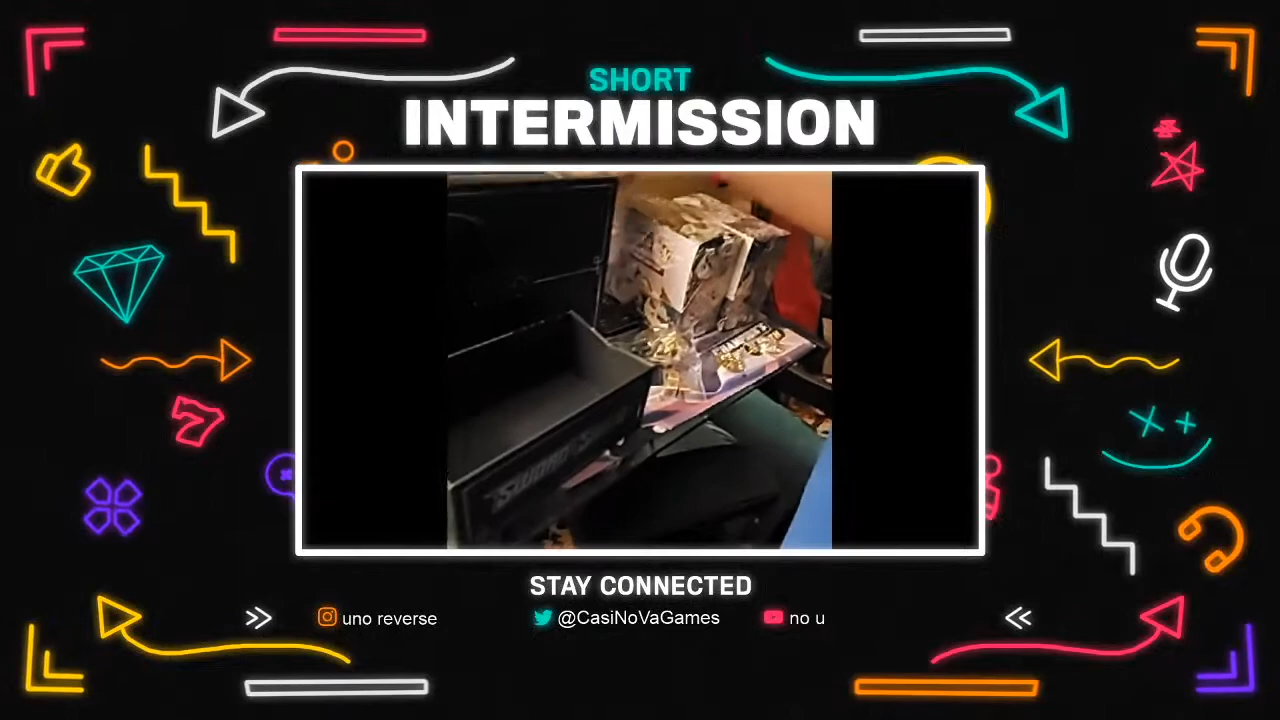 SHORT
INTERMISSION
STAY CONNECTED
uno reverse
@CasiNoVaGames
no u